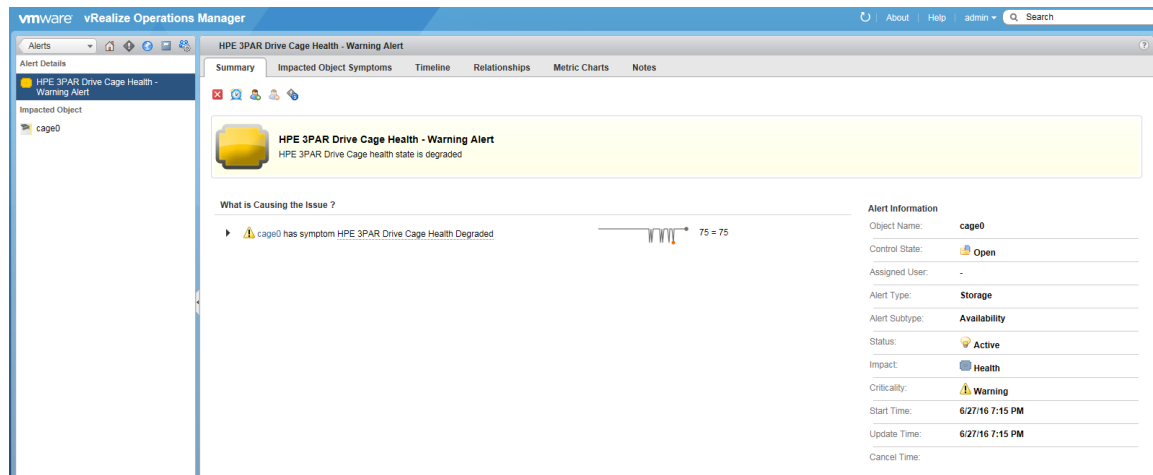 vmware vRealize Operations Manager
About Help admin Search
Alerts
Alert Details
HPE 3PAR Drive Cage Health -
Warning Alert
Impacted Object
cage0
HPE 3PAR Drive Cage Health - Warning Alert
?
Summary Impacted Object Symptoms Timeline Relationships Metric Charts Notes
HPE 3PAR Drive Cage Health - Warning Alert
HPE 3PAR Drive Cage health state is degraded
What is Causing the Issue ?
cage0 has symptom HPE 3PAR Drive Cage Health Degraded 75 = 75
Alert Information
Object Name: cage0
Control State: Open
Assigned User: -
Alert Type: Storage
Alert Subtype: Availability
Status: Active
Impact: Health
Criticality: Warning
Start Time: 6/27/16 7:15 PM
Update Time: 6/27/16 7:15 PM
Cancel Time: